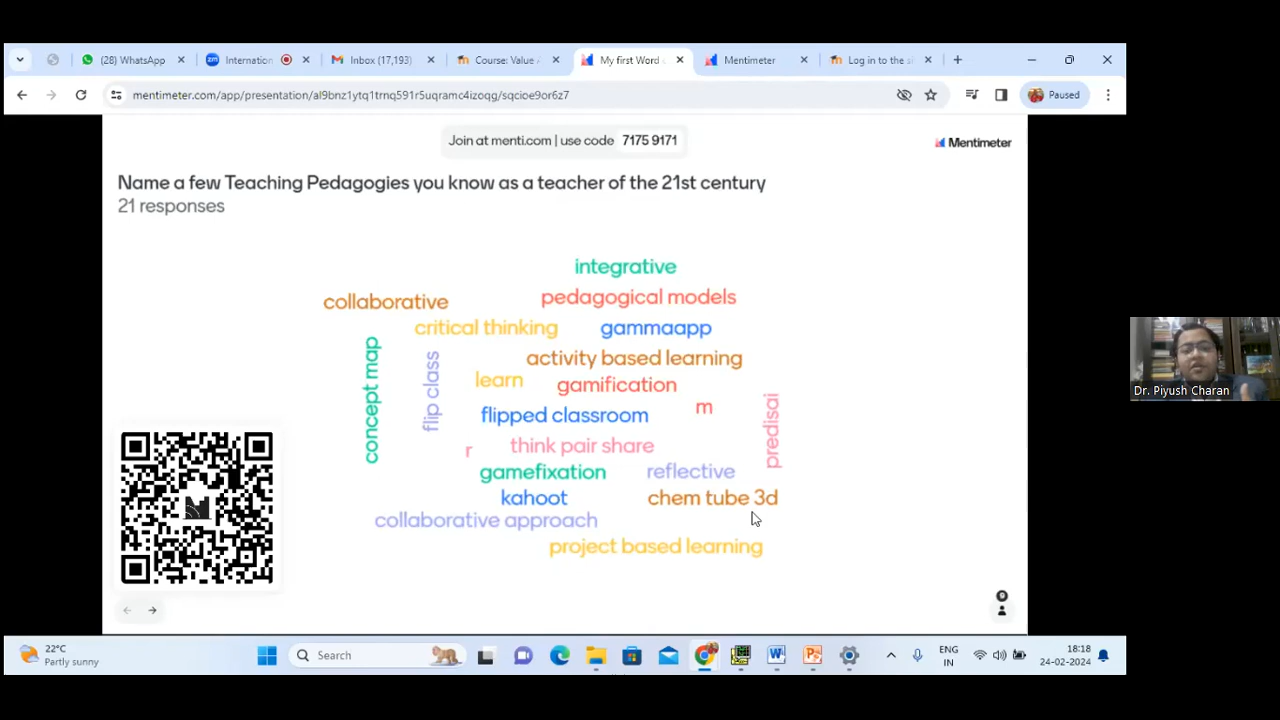 (28) WhatsApp
Internation
Inbox (17,193)
Course: Value A
My first Word
Mentimeter
Log in to the si
mentimeter.com/app/presentation/al9bnz1ytq1trnq591r5uqramc4izoqg/sqcioe9or6z7
Paused
Join at menti.com | use code 7175 9171
Mentimeter
Name a few Teaching Pedagogies you know as a teacher of the 21st century
21 responses
integrative
collaborative
pedagogical models
critical thinking
gammaapp
concept map
flip class
activity based learning
learn
gamification
m
predisai
flipped classroom
r
think pair share
gamefixation
reflective
kahoot
chem tube 3d
collaborative approach
project based learning
Dr. Piyush Charan
22°C
Partly sunny
Search
ENG
IN
18:18
24-02-2024